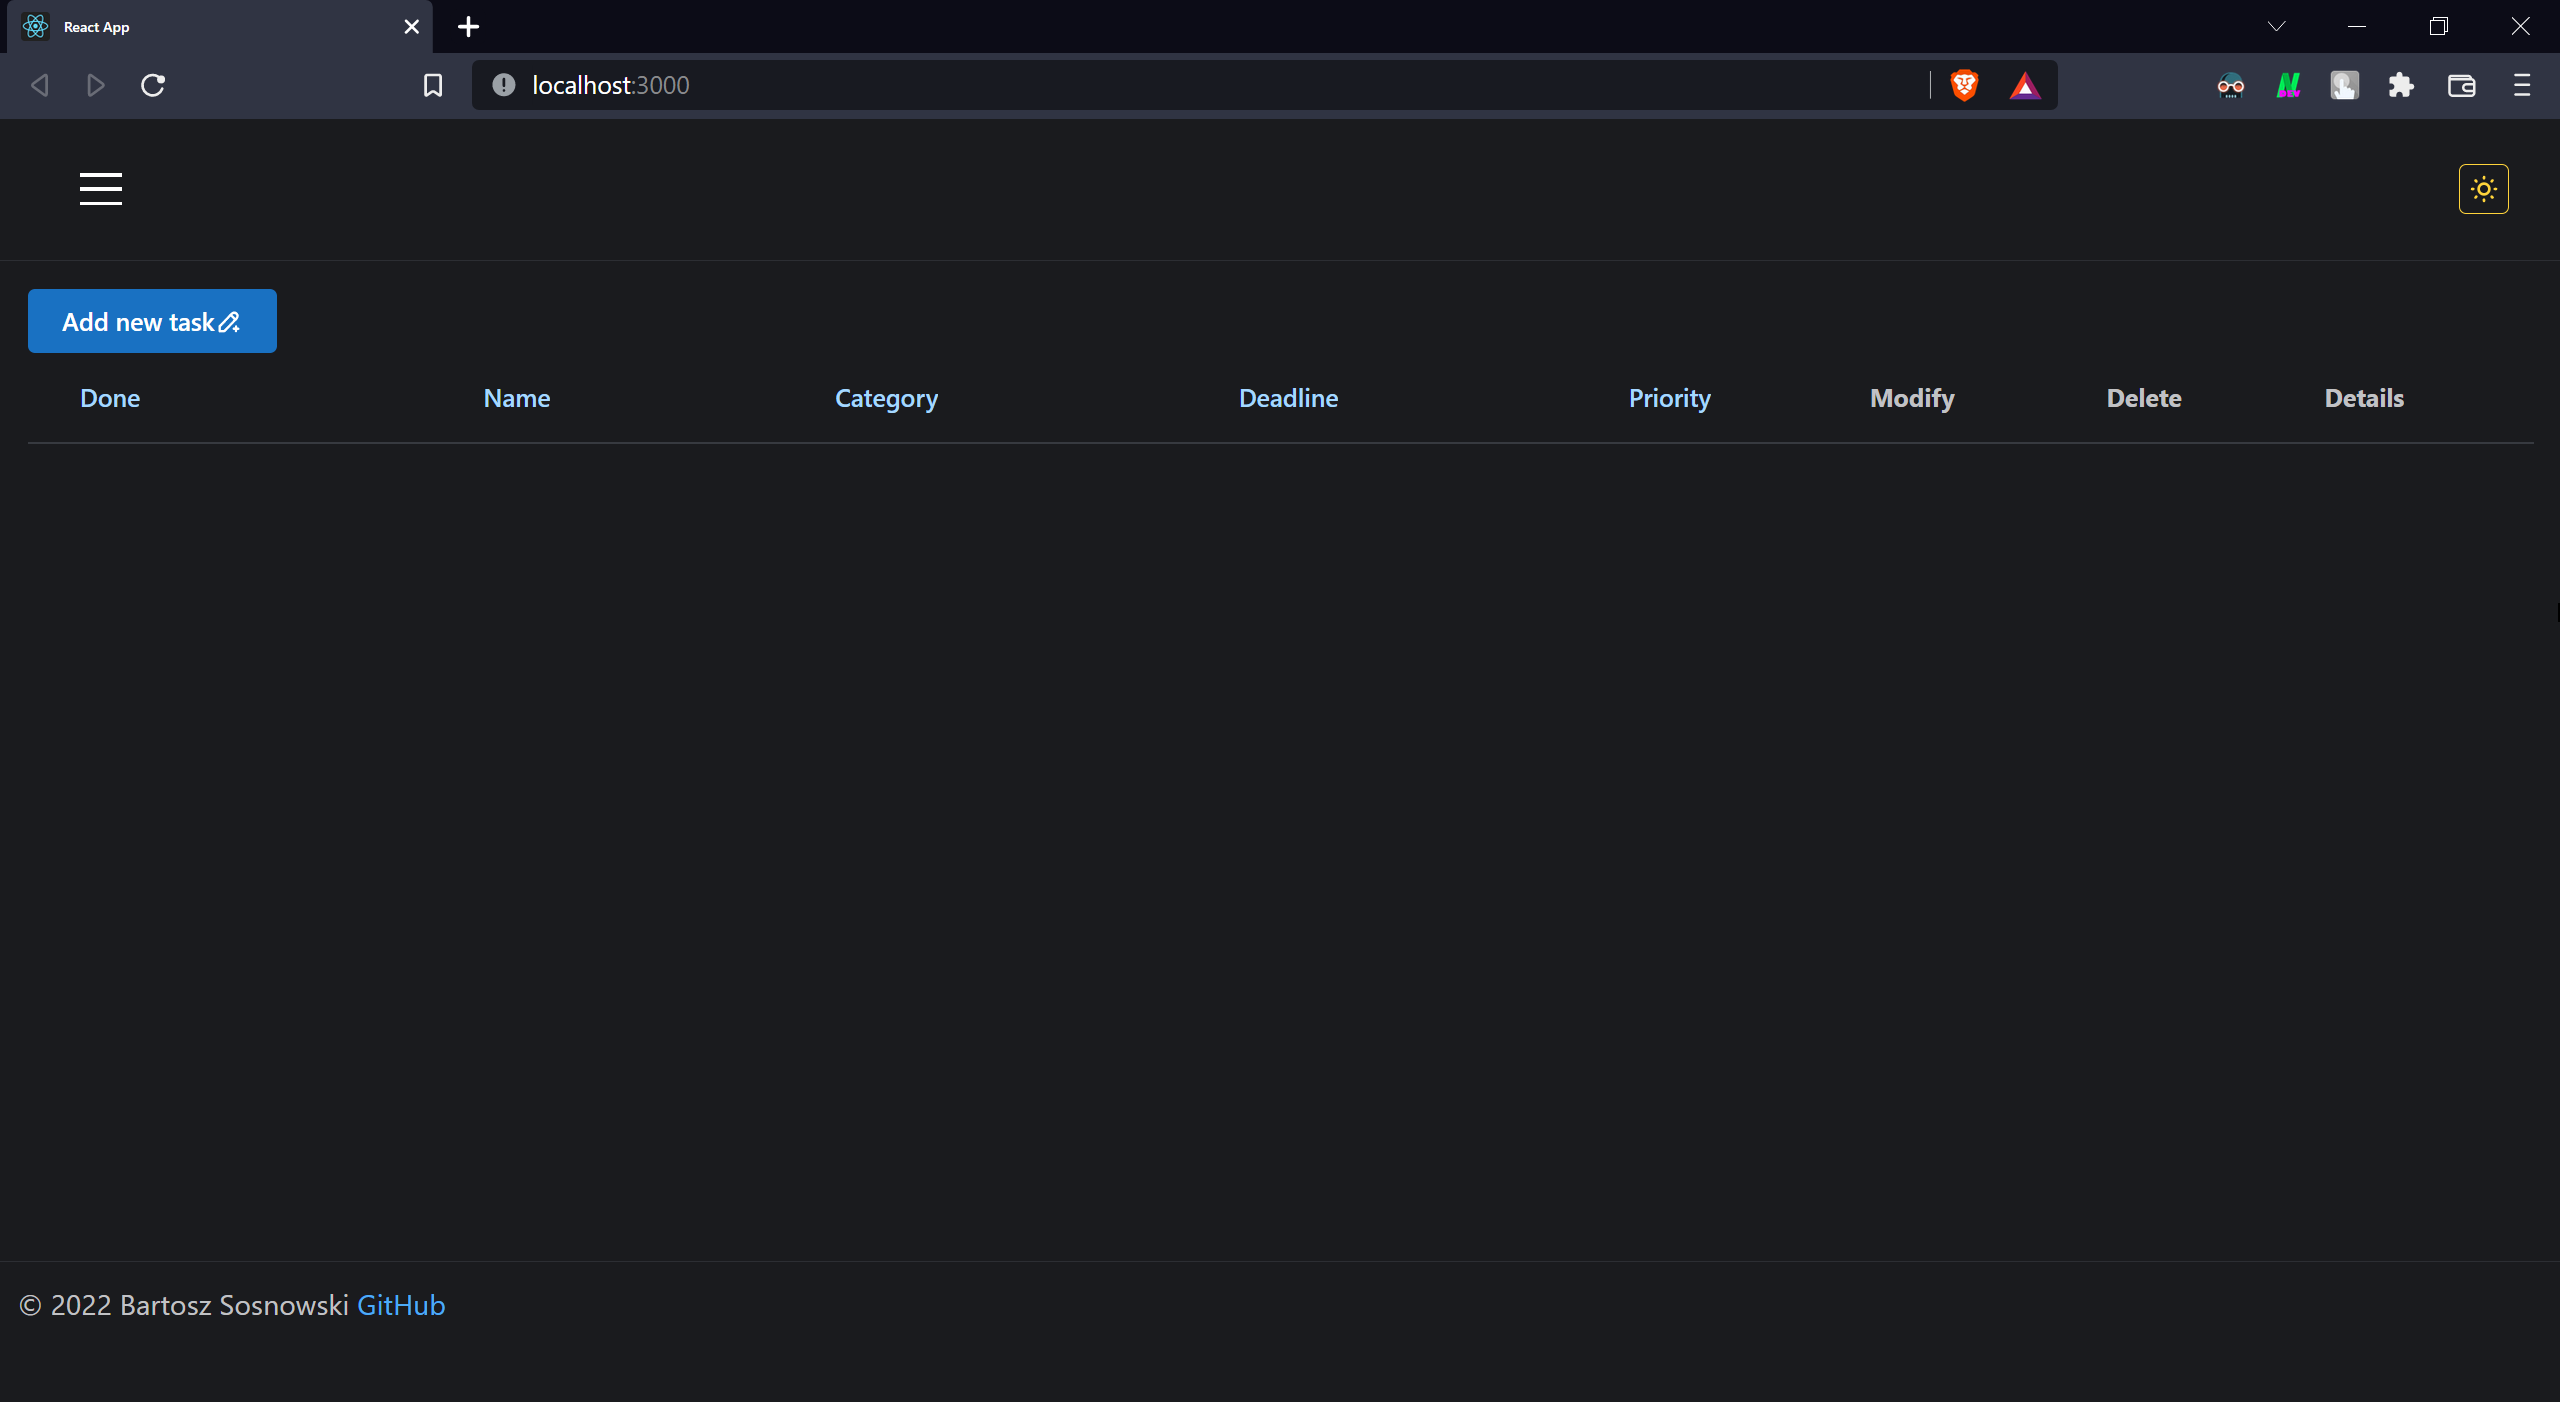 React App
localhost:3000
Add new task
Done Name Category Deadline Priority Modify Delete Details
© 2022 Bartosz Sosnowski GitHub